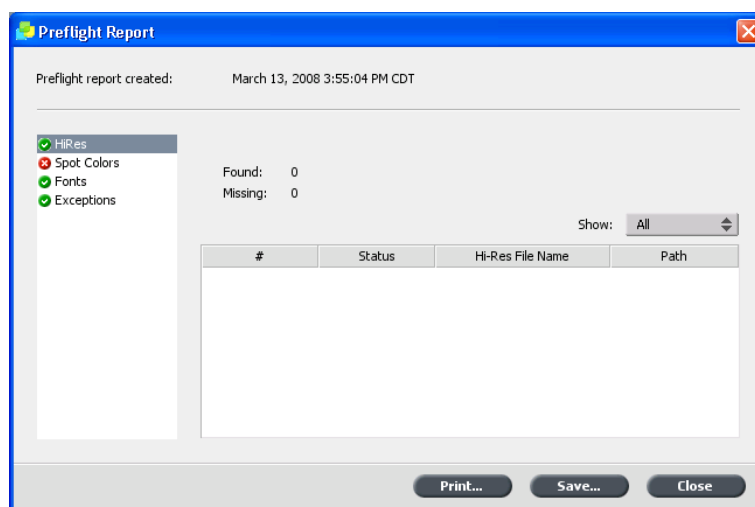 Preflight Report
Preflight report created: March 13, 2008 3:55:04 PM CDT
HiRes
Spot Colors
Fonts
Exceptions
Found: 0
Missing: 0
Show: All
# Status Hi-Res File Name Path
Print... Save... Close